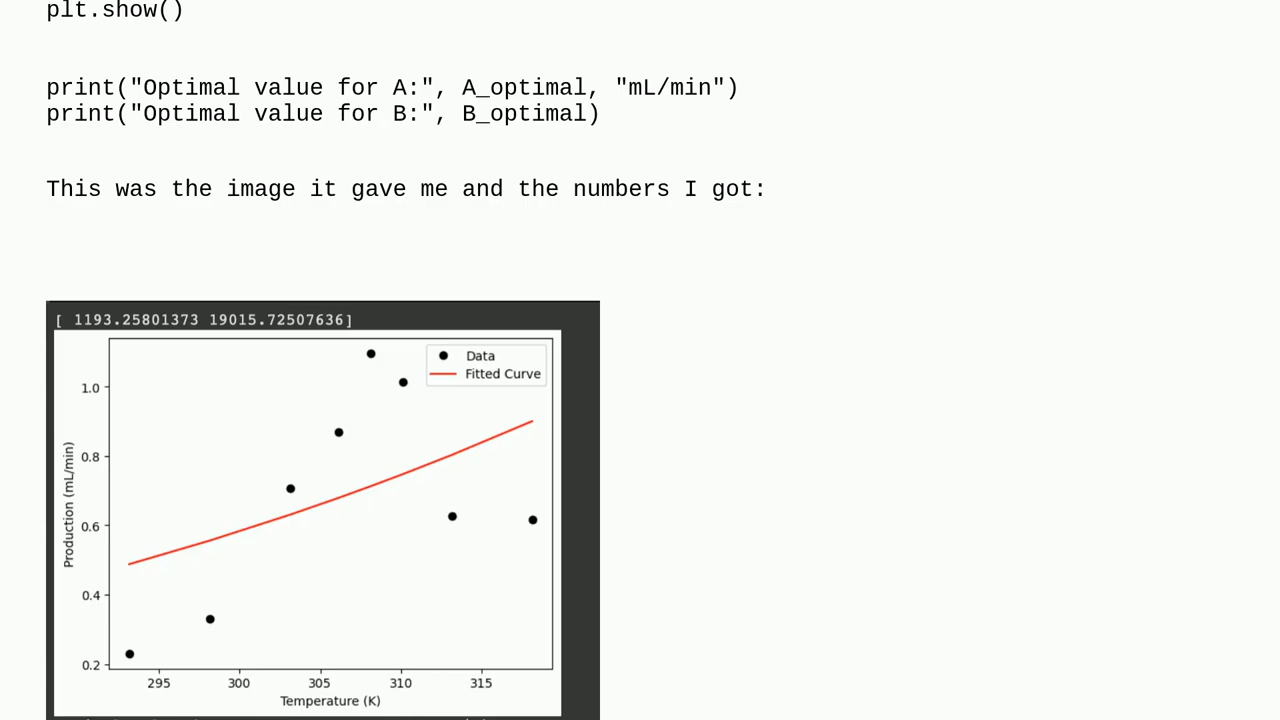 plt.show()
print("Optimal value for A:", A_optimal, "mL/min")
print("Optimal value for B:", B_optimal)
This was the image it gave me and the numbers I got:
[ 1193.25801373 19015.72507636]
Data
Fitted Curve
1.0
0.8
0.6
0.4
0.2
Production (mL/min)
295 300 305 310 315
Temperature (K)